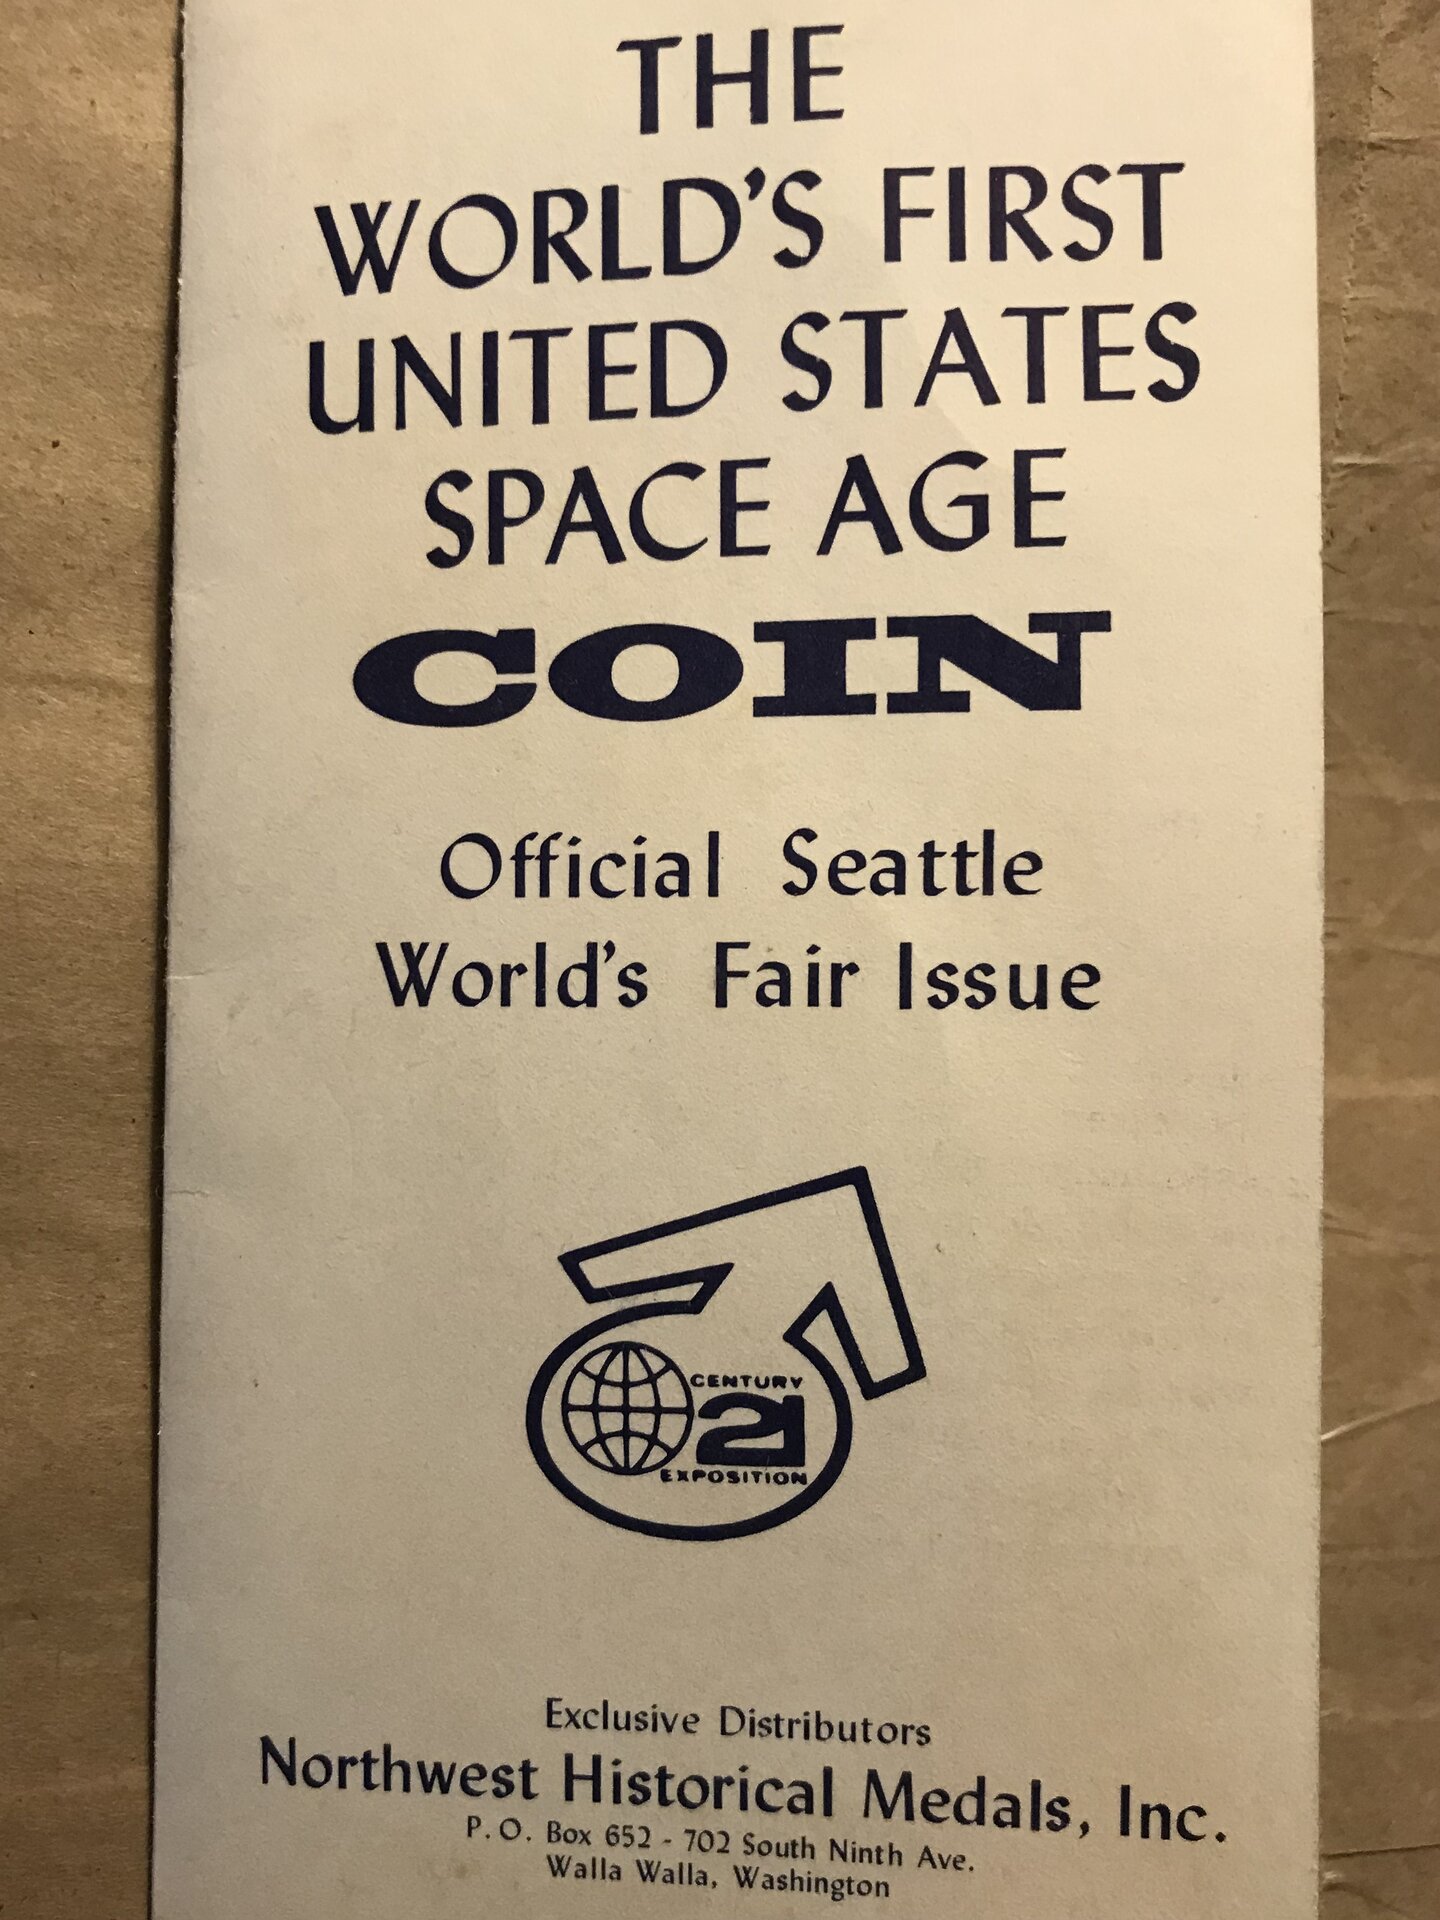 THE
WORLD'S FIRST
UNITED STATES
SPACE AGE
COIN
Official Seattle
World's Fair Issue
CENTURY
21
EXPOSITION
Exclusive Distributors
Northwest Historical Medals, Inc.
P. O. Box 652 - 702 South Ninth Ave.
Walla Walla, Washington